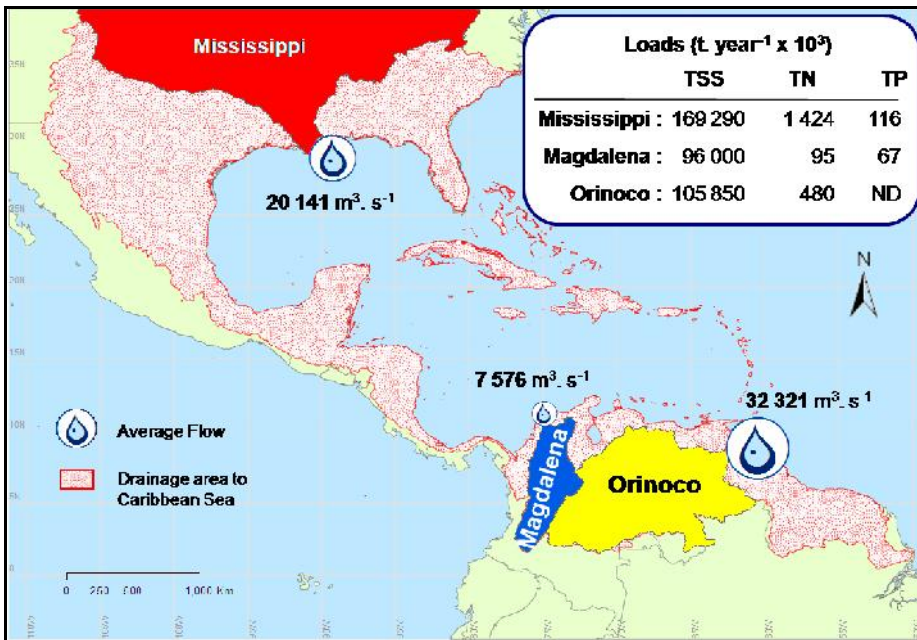 Mississippi
Loads (t. year⁻¹ x 10³)
TSS TN TP
Mississippi : 169 290 1 424 116
Magdalena : 96 000 95 67
Orinoco : 105 850 480 ND
20 141 m³. s⁻¹
N
7 576 m³. s⁻¹
32 321 m³. s⁻¹
Average Flow
Drainage area to
Caribbean Sea
Magdalena
Orinoco
0 250 500 1,000 Km